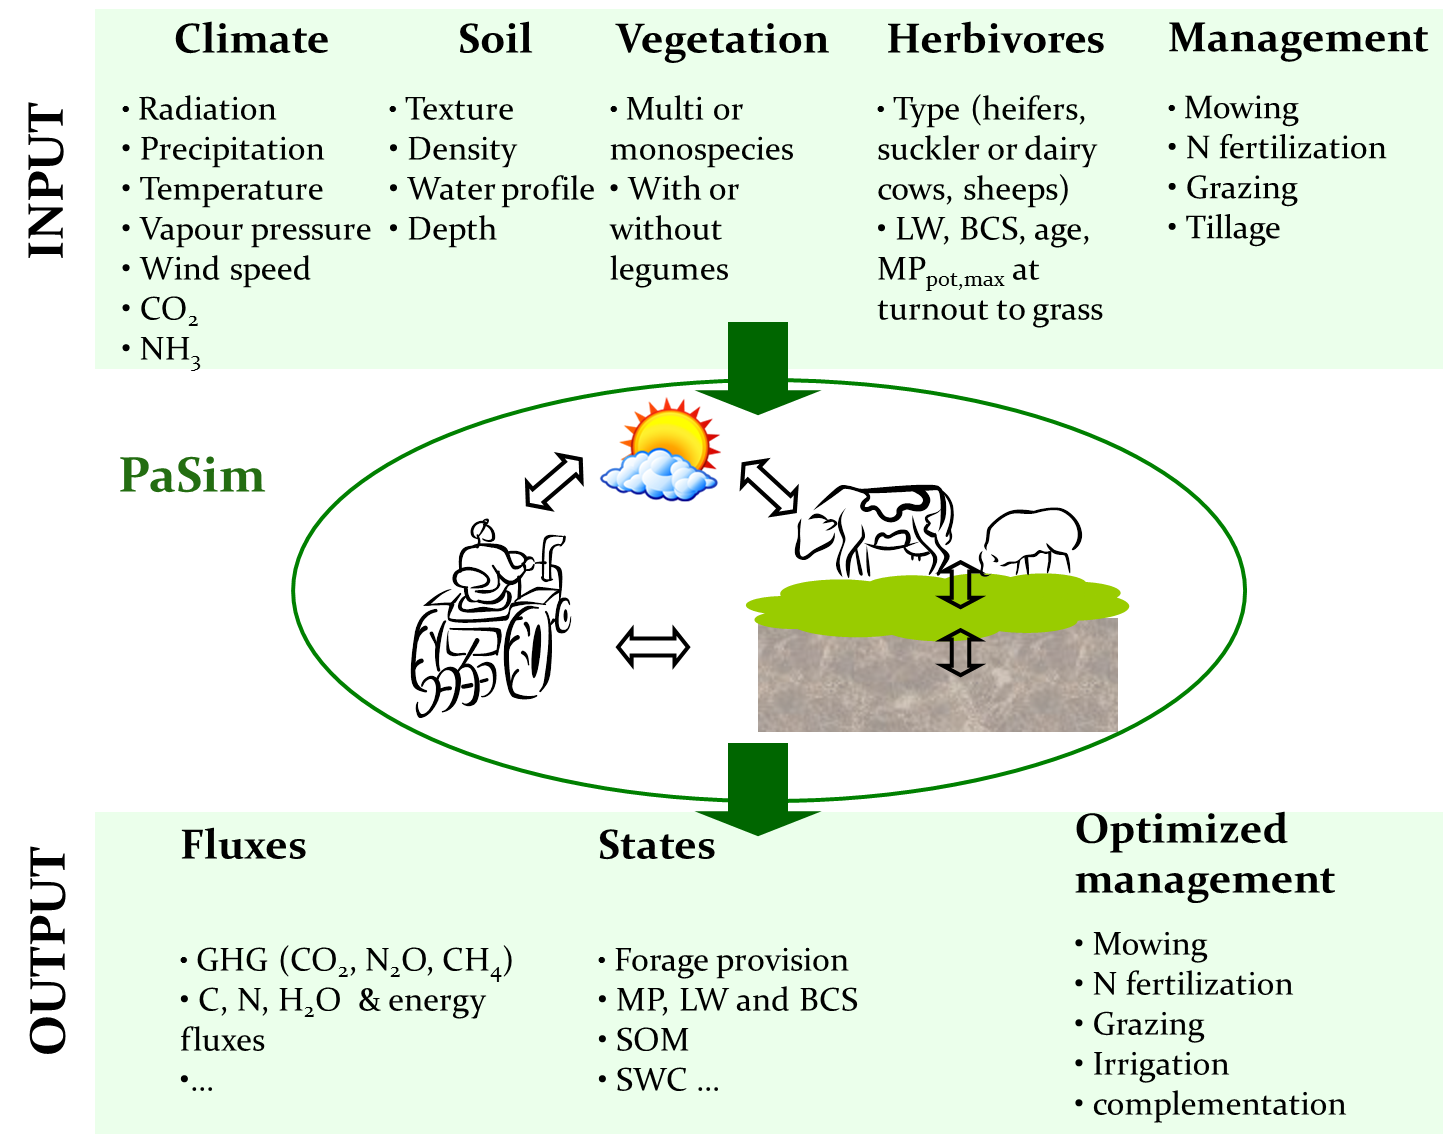 INPUT
Climate
• Radiation
• Precipitation
• Temperature
• Vapour pressure
• Wind speed
• CO₂
• NH₃
Soil
• Texture
• Density
• Water profile
• Depth
Vegetation
• Multi or
monospecies
• With or
without
legumes
Herbivores
• Type (heifers,
suckler or dairy
cows, sheeps)
• LW, BCS, age,
MPpot,max at
turnout to grass
Management
• Mowing
• N fertilization
• Grazing
• Tillage
PaSim
OUTPUT
Fluxes
• GHG (CO₂, N₂O, CH₄)
• C, N, H₂O & energy
fluxes
•...
States
• Forage provision
• MP, LW and BCS
• SOM
• SWC ...
Optimized
management
• Mowing
• N fertilization
• Grazing
• Irrigation
• complementation